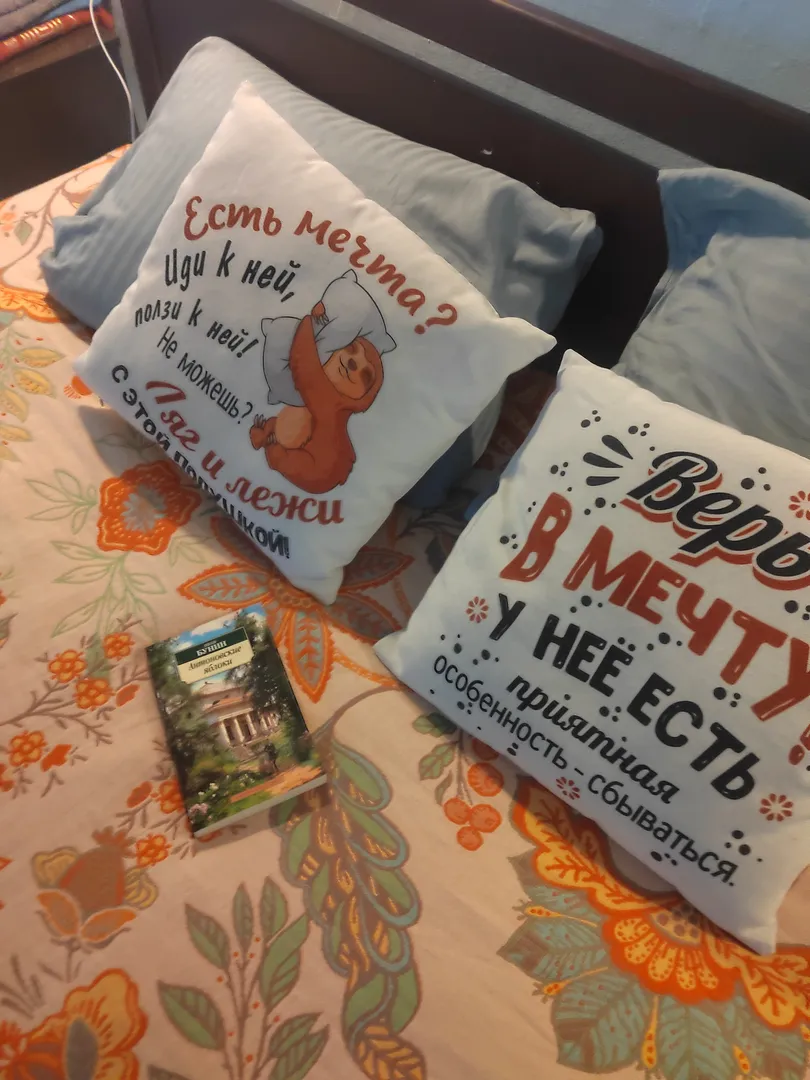 Есть мечта?
Иди к ней,
ползи к ней!
Не можешь?
Ляг и лежи
с этой подушкой!
Верь
В МЕЧТУ!
У НЕЁ ЕСТЬ
приятная
особенность - сбываться.
БУНИН
Антоновские
яблоки